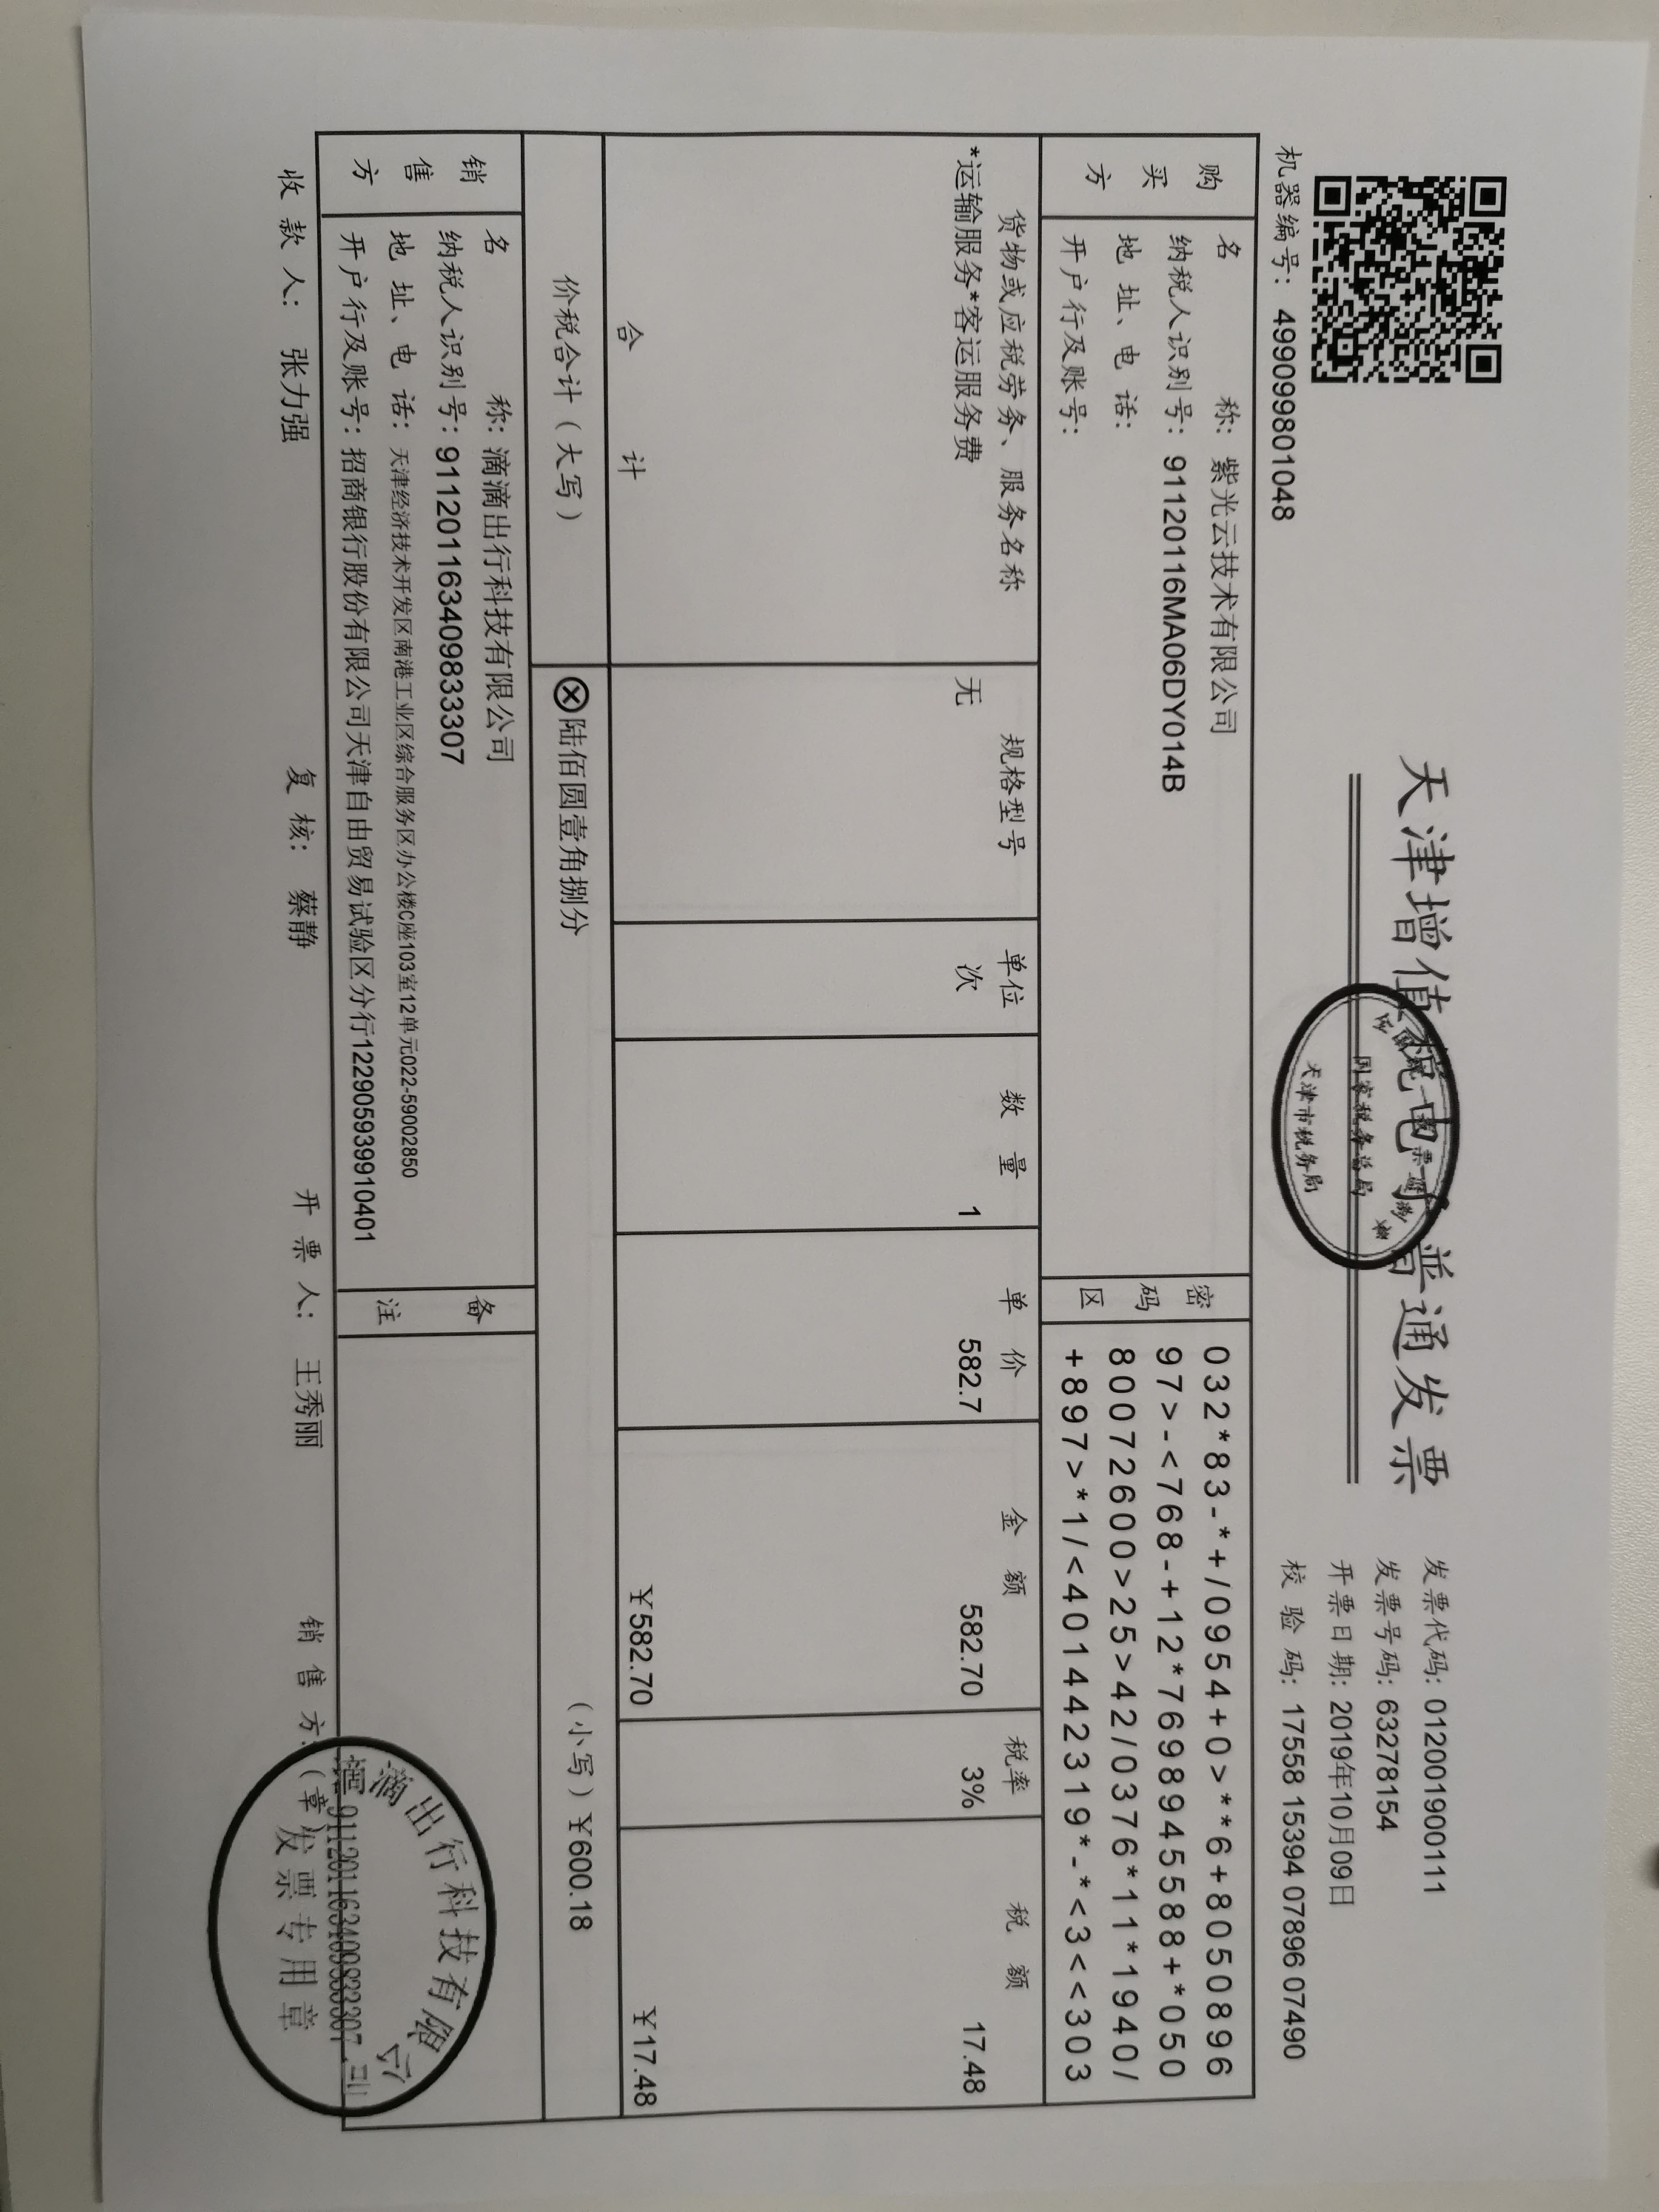 天津增值税电子普通发票
国家税务总局
天津市税务局
发票代码: 012001900111
发票号码: 63278154
开票日期: 2019年10月09日
校 验 码: 17558 15394 07896 07490
机器编号: 499099801048
购买方
名 称: 紫光云技术有限公司
纳税人识别号: 91120116MA06DY014B
地 址、电 话:
开户行及账号:
密码区
032*83-*+/0954+0>**6+8050896
97>-<768-+12*7698945588+*050
80072600>25>42/0376*11*1940/
+897>*1/<4014442319*-*<3<<303
货物或应税劳务、服务名称 规格型号 单位 数 量 单 价 金 额 税率 税 额
*运输服务*客运服务费 无 次 1 582.7 582.70 3% 17.48
合 计 ¥582.70 ¥17.48
价税合计（大写） ⓧ陆佰圆壹角捌分 （小写）¥600.18
销售方
名 称: 滴滴出行科技有限公司
纳税人识别号: 911201163409833307
地 址、电 话: 天津经济技术开发区南港工业区综合服务区办公楼C座103室12单元022-59002850
开户行及账号: 招商银行股份有限公司天津自由贸易试验区分行122905939910401
备注
收 款 人: 张力强 复 核: 蔡静 开 票 人: 王秀丽 销 售 方:（章）
滴滴出行科技有限公司
911201163409833307
发票专用章